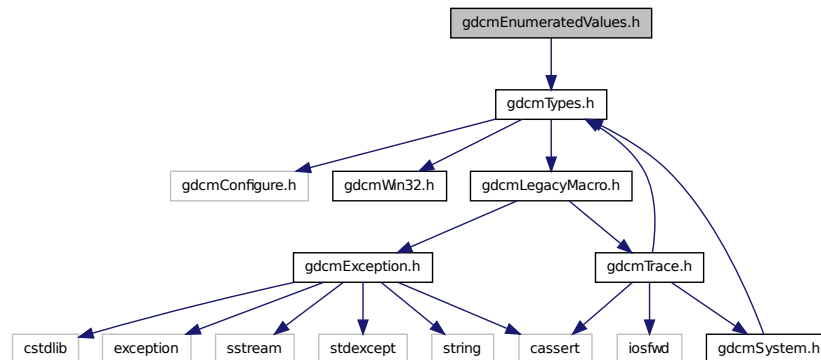 gdcmEnumeratedValues.h
gdcmTypes.h
gdcmConfigure.h
gdcmWin32.h
gdcmLegacyMacro.h
gdcmException.h
gdcmTrace.h
cstdlib
exception
sstream
stdexcept
string
cassert
iosfwd
gdcmSystem.h